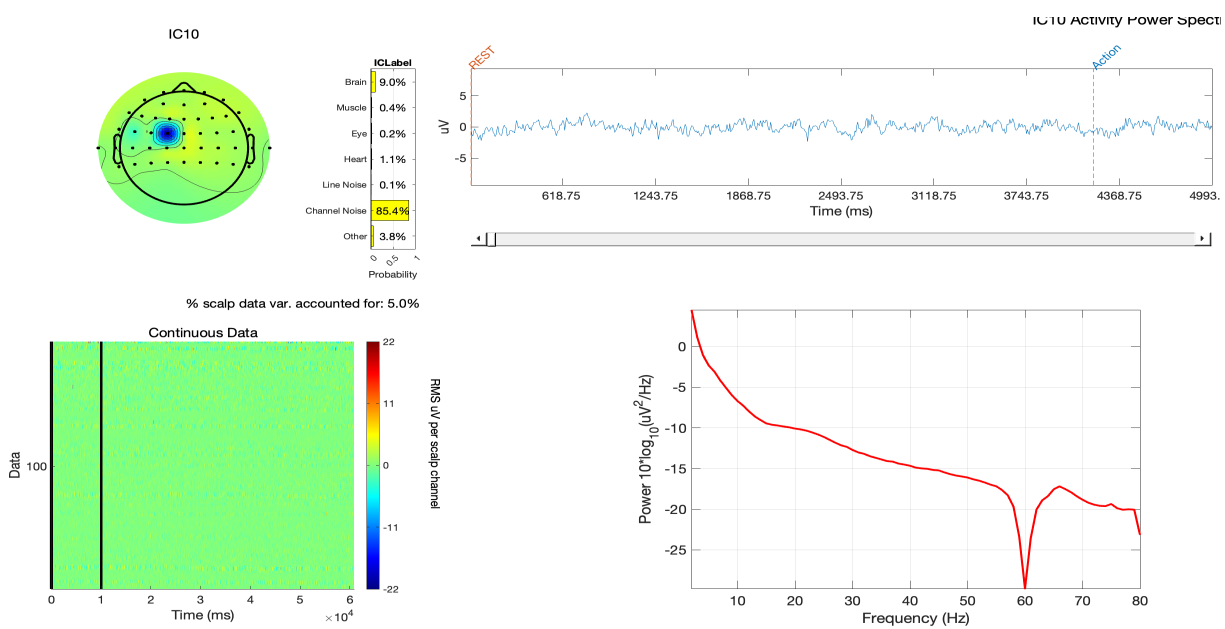 IC10 Activity Power Spectr
IC10
ICLabel
Brain 9.0%
Muscle 0.4%
Eye 0.2%
Heart 1.1%
Line Noise 0.1%
Channel Noise 85.4%
Other 3.8%
0 0.5 1
Probability
REST
Action
uV
5
0
-5
618.75 1243.75 1868.75 2493.75 3118.75 3743.75 4368.75 4993.
Time (ms)
% scalp data var. accounted for: 5.0%
Continuous Data
Data
100
0 1 2 3 4 5 6
Time (ms)
×10⁴
22
11
0
-11
-22
RMS uV per scalp channel
Power 10*log₁₀(uV²/Hz)
0
-5
-10
-15
-20
-25
10 20 30 40 50 60 70 80
Frequency (Hz)